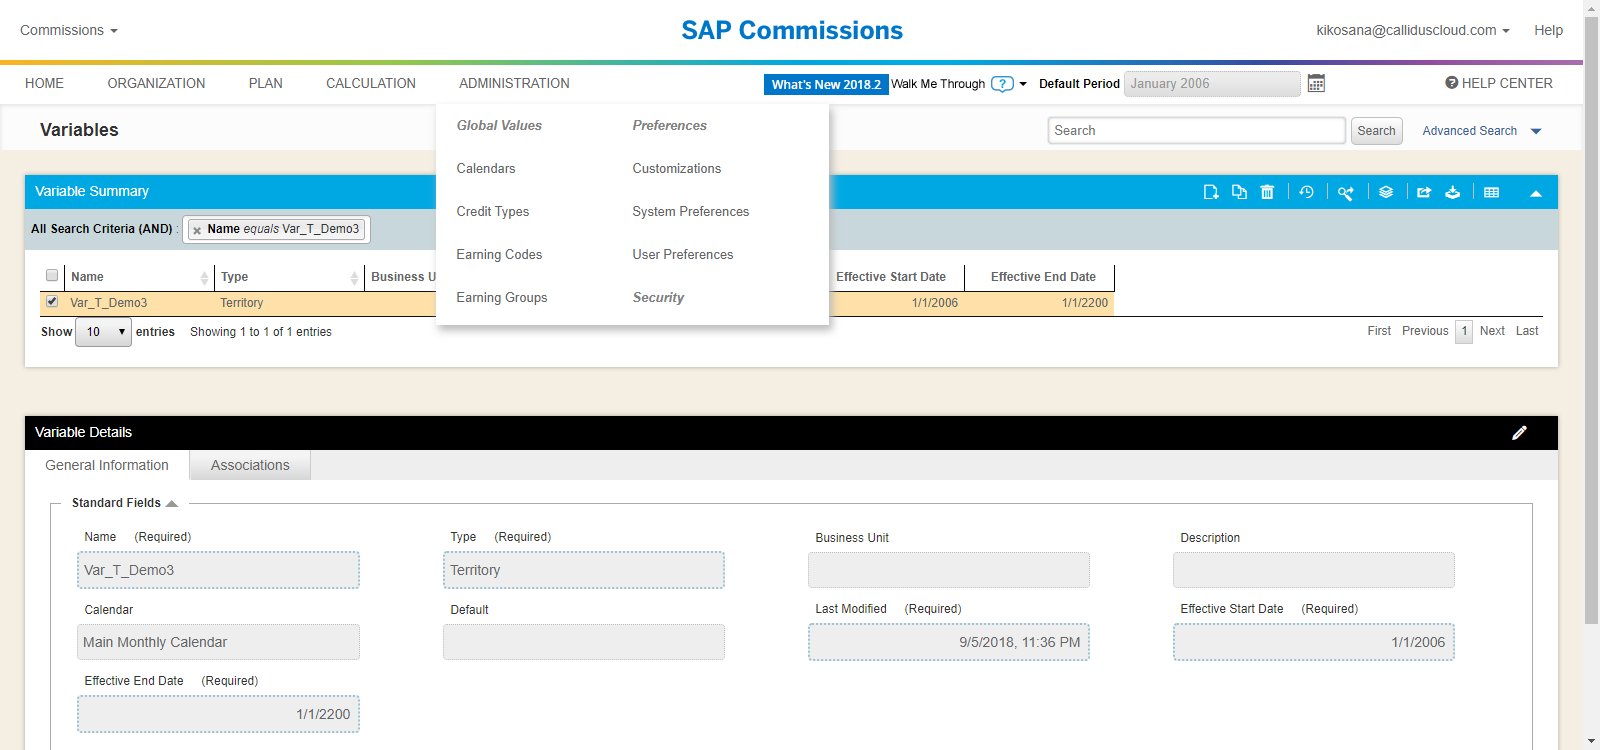 Commissions
SAP Commissions
kikosana@calliduscloud.com
Help
HOME
ORGANIZATION
PLAN
CALCULATION
ADMINISTRATION
What's New 2018.2
Walk Me Through
?
Default Period
January 2006
? HELP CENTER
Variables
Search
Search
Advanced Search
Global Values
Preferences
Calendars
Customizations
Credit Types
System Preferences
Earning Codes
User Preferences
Earning Groups
Security
Variable Summary
All Search Criteria (AND) :
× Name equals Var_T_Demo3
Name
Type
Business U
Effective Start Date
Effective End Date
Var_T_Demo3
Territory
1/1/2006
1/1/2200
Show 10 entries
Showing 1 to 1 of 1 entries
First Previous 1 Next Last
Variable Details
General Information
Associations
Standard Fields
Name (Required)
Type (Required)
Business Unit
Description
Var_T_Demo3
Territory
Calendar
Default
Last Modified (Required)
Effective Start Date (Required)
Main Monthly Calendar
9/5/2018, 11:36 PM
1/1/2006
Effective End Date (Required)
1/1/2200